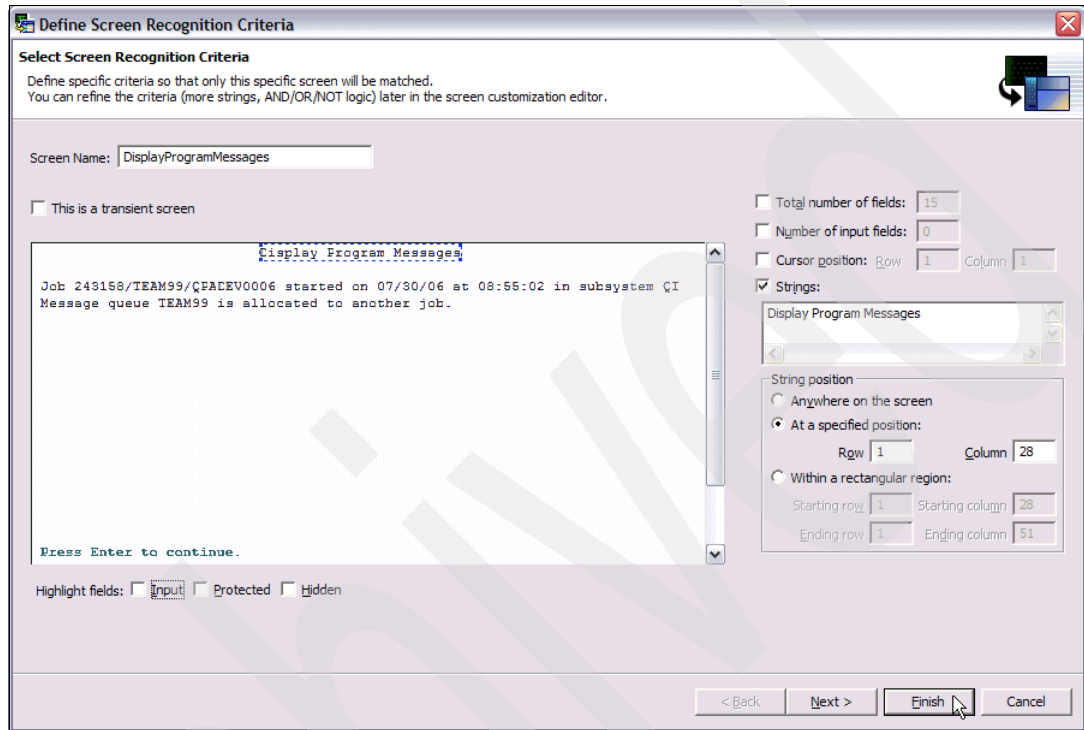 Define Screen Recognition Criteria
Select Screen Recognition Criteria
Define specific criteria so that only this specific screen will be matched.
You can refine the criteria (more strings, AND/OR/NOT logic) later in the screen customization editor.
Screen Name: DisplayProgramMessages
This is a transient screen
Display Program Messages
Job 243158/TEAM99/QPADEV0006 started on 07/30/06 at 08:55:02 in subsystem QI
Message queue TEAM99 is allocated to another job.
Press Enter to continue.
Highlight fields: Input Protected Hidden
Total number of fields: 15
Number of input fields: 0
Cursor position: Row 1 Column 1
Strings:
Display Program Messages
String position
Anywhere on the screen
At a specified position:
Row 1 Column 28
Within a rectangular region:
Starting row 1 Starting column 28
Ending row 1 Ending column 51
< Back Next > Finish Cancel